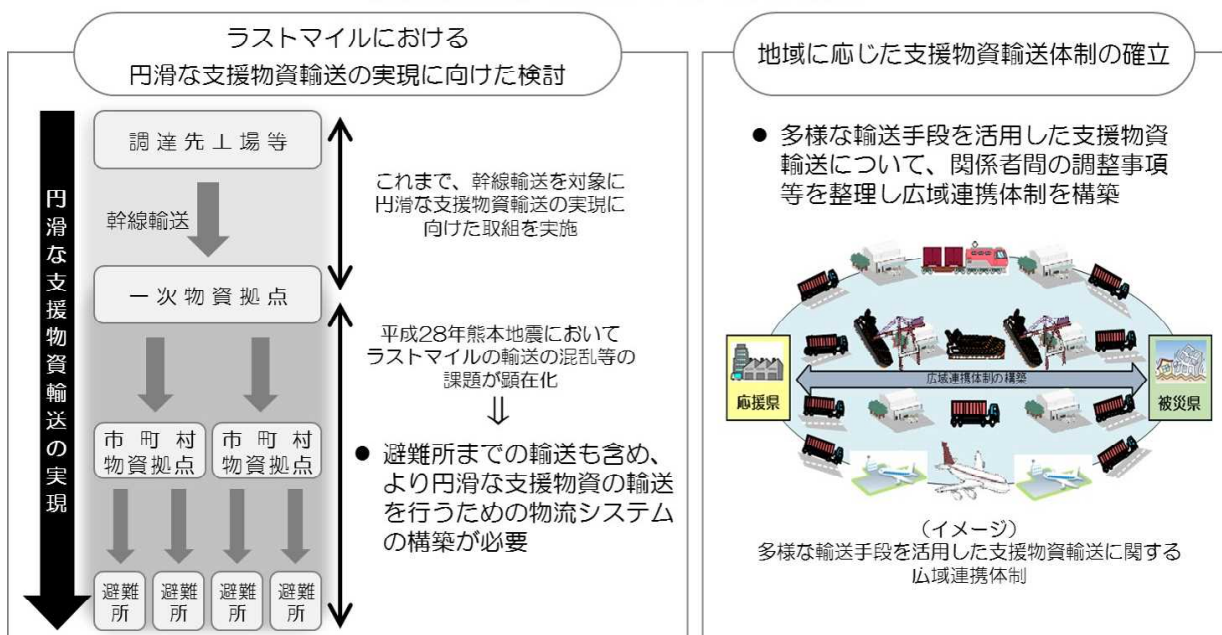 ラストマイルにおける
円滑な支援物資輸送の実現に向けた検討
円滑な支援物資輸送の実現
調達先工場等
幹線輸送
一次物資拠点
市町村
物資拠点
市町村
物資拠点
避難
所
避難
所
避難
所
避難
所
これまで、幹線輸送を対象に
円滑な支援物資輸送の実現に
向けた取組を実施
平成28年熊本地震において
ラストマイルの輸送の混乱等の
課題が顕在化
⇓
● 避難所までの輸送も含め、
より円滑な支援物資の輸送
を行うための物流システム
の構築が必要
地域に応じた支援物資輸送体制の確立
● 多様な輸送手段を活用した支援物資
輸送について、関係者間の調整事項
等を整理し広域連携体制を構築
応援県
広域連携体制の構築
被災県
（イメージ）
多様な輸送手段を活用した支援物資輸送に関する
広域連携体制